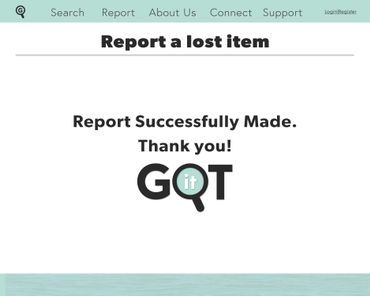 Search Report About Us Connect Support Login|Register
Report a lost item
Report Successfully Made.
Thank you!
GOT
it